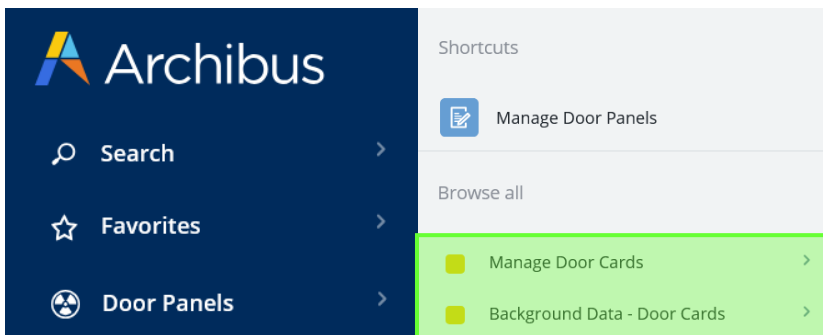 Archibus
Search
Favorites
Door Panels
Shortcuts
Manage Door Panels
Browse all
Manage Door Cards
Background Data - Door Cards